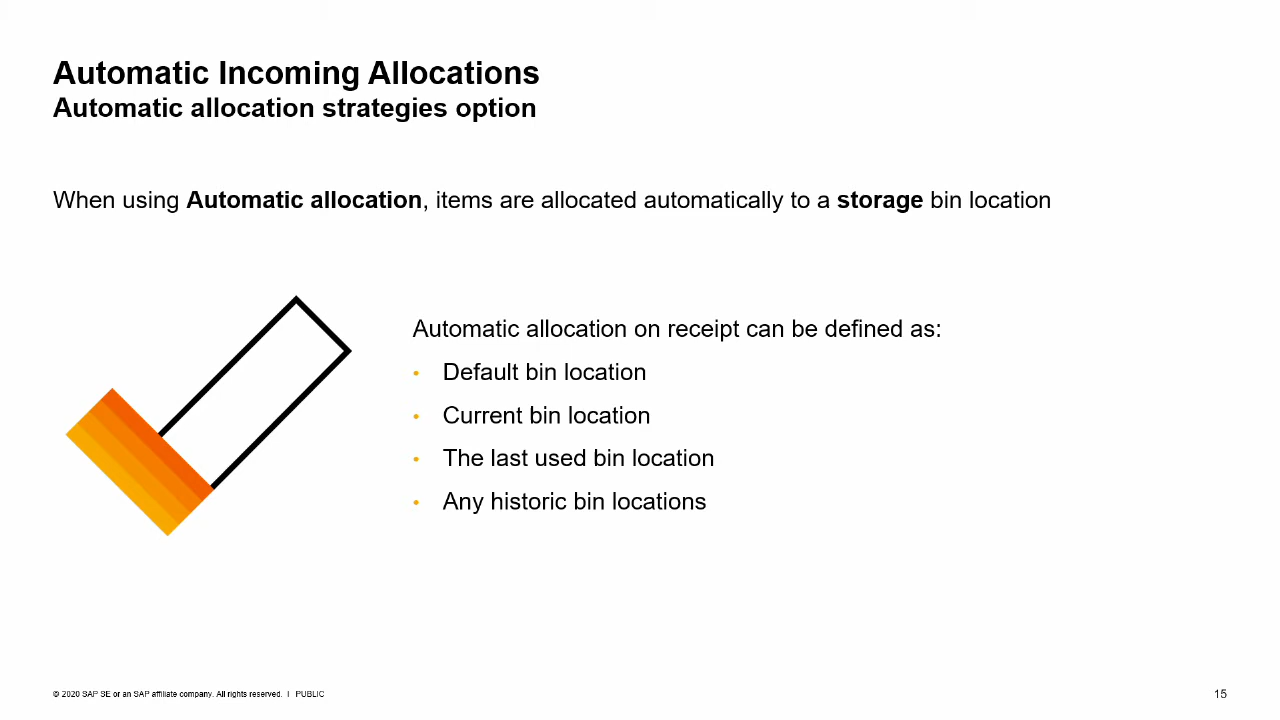 Automatic Incoming Allocations
Automatic allocation strategies option
When using Automatic allocation, items are allocated automatically to a storage bin location
Automatic allocation on receipt can be defined as:
• Default bin location
• Current bin location
• The last used bin location
• Any historic bin locations
© 2020 SAP SE or an SAP affiliate company. All rights reserved. I PUBLIC
15